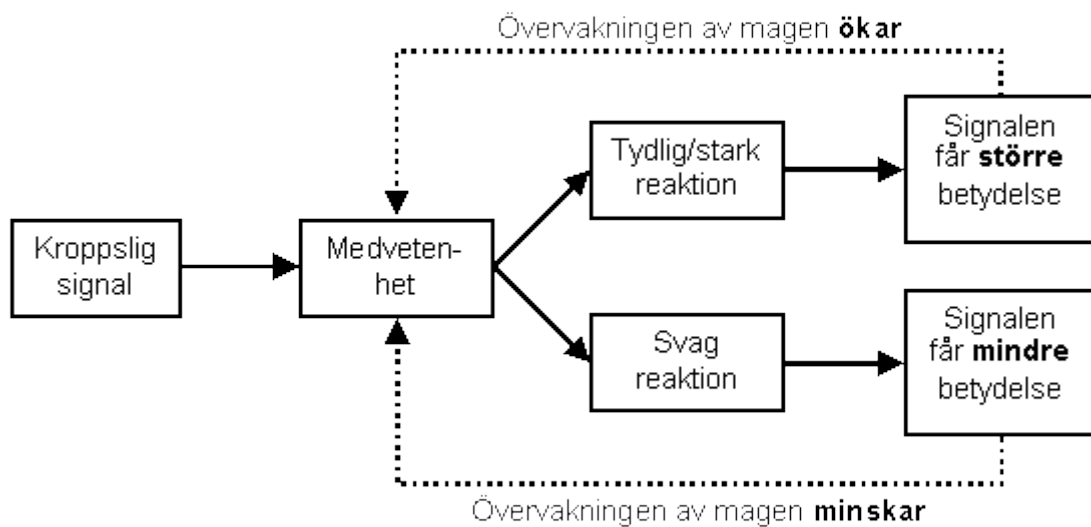 Övervakningen av magen ökar
Kroppslig
signal
Medveten-
het
Tydlig/stark
reaktion
Signalen
får större
betydelse
Svag
reaktion
Signalen
får mindre
betydelse
Övervakningen av magen minskar